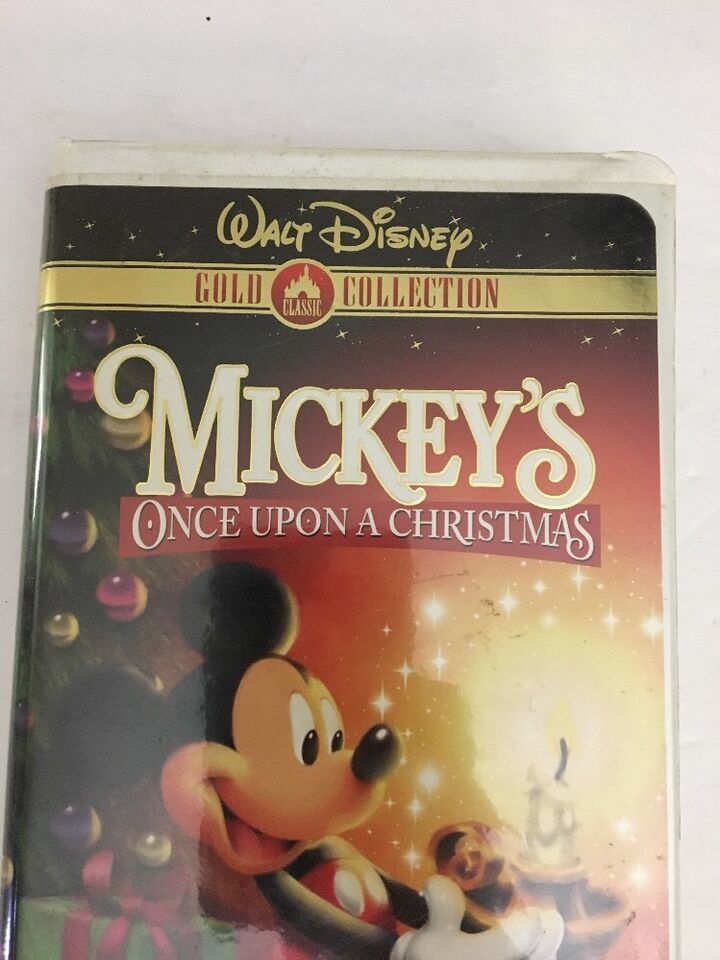 WALT DISNEY
GOLD CLASSIC COLLECTION
MICKEY'S
ONCE UPON A CHRISTMAS